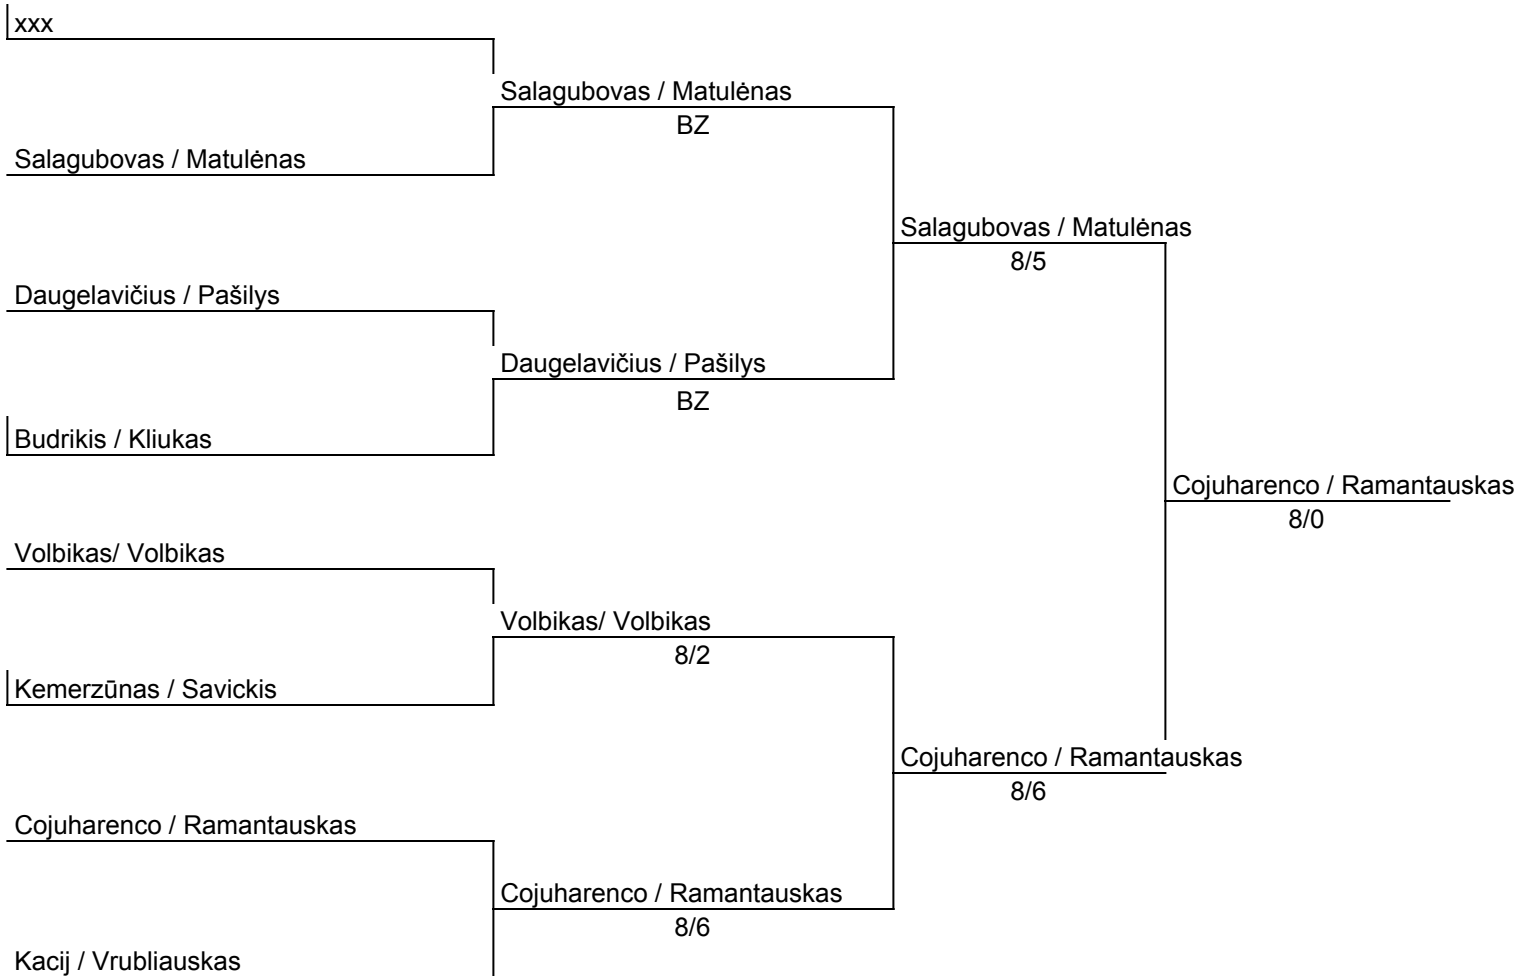 xxx
Salagubovas / Matulėnas
BZ
Salagubovas / Matulėnas
Salagubovas / Matulėnas
8/5
Daugelavičius / Pašilys
Daugelavičius / Pašilys
BZ
Budrikis / Kliukas
Cojuharenco / Ramantauskas
8/0
Volbikas/ Volbikas
Volbikas/ Volbikas
8/2
Kemerzūnas / Savickis
Cojuharenco / Ramantauskas
8/6
Cojuharenco / Ramantauskas
Cojuharenco / Ramantauskas
8/6
Kacij / Vrubliauskas